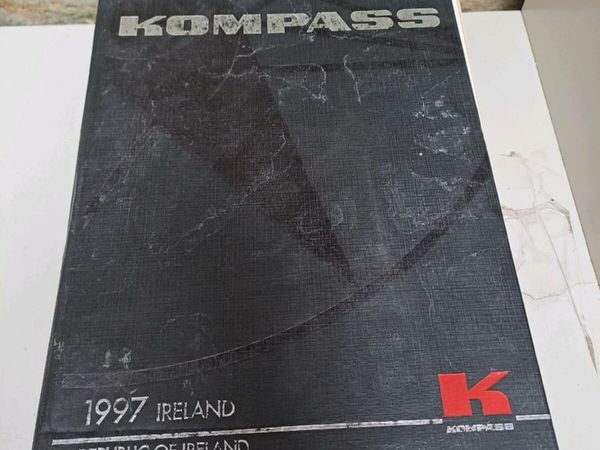 KOMPASS
1997 IRELAND
K
KOMPASS
REPUBLIC OF IRELAND